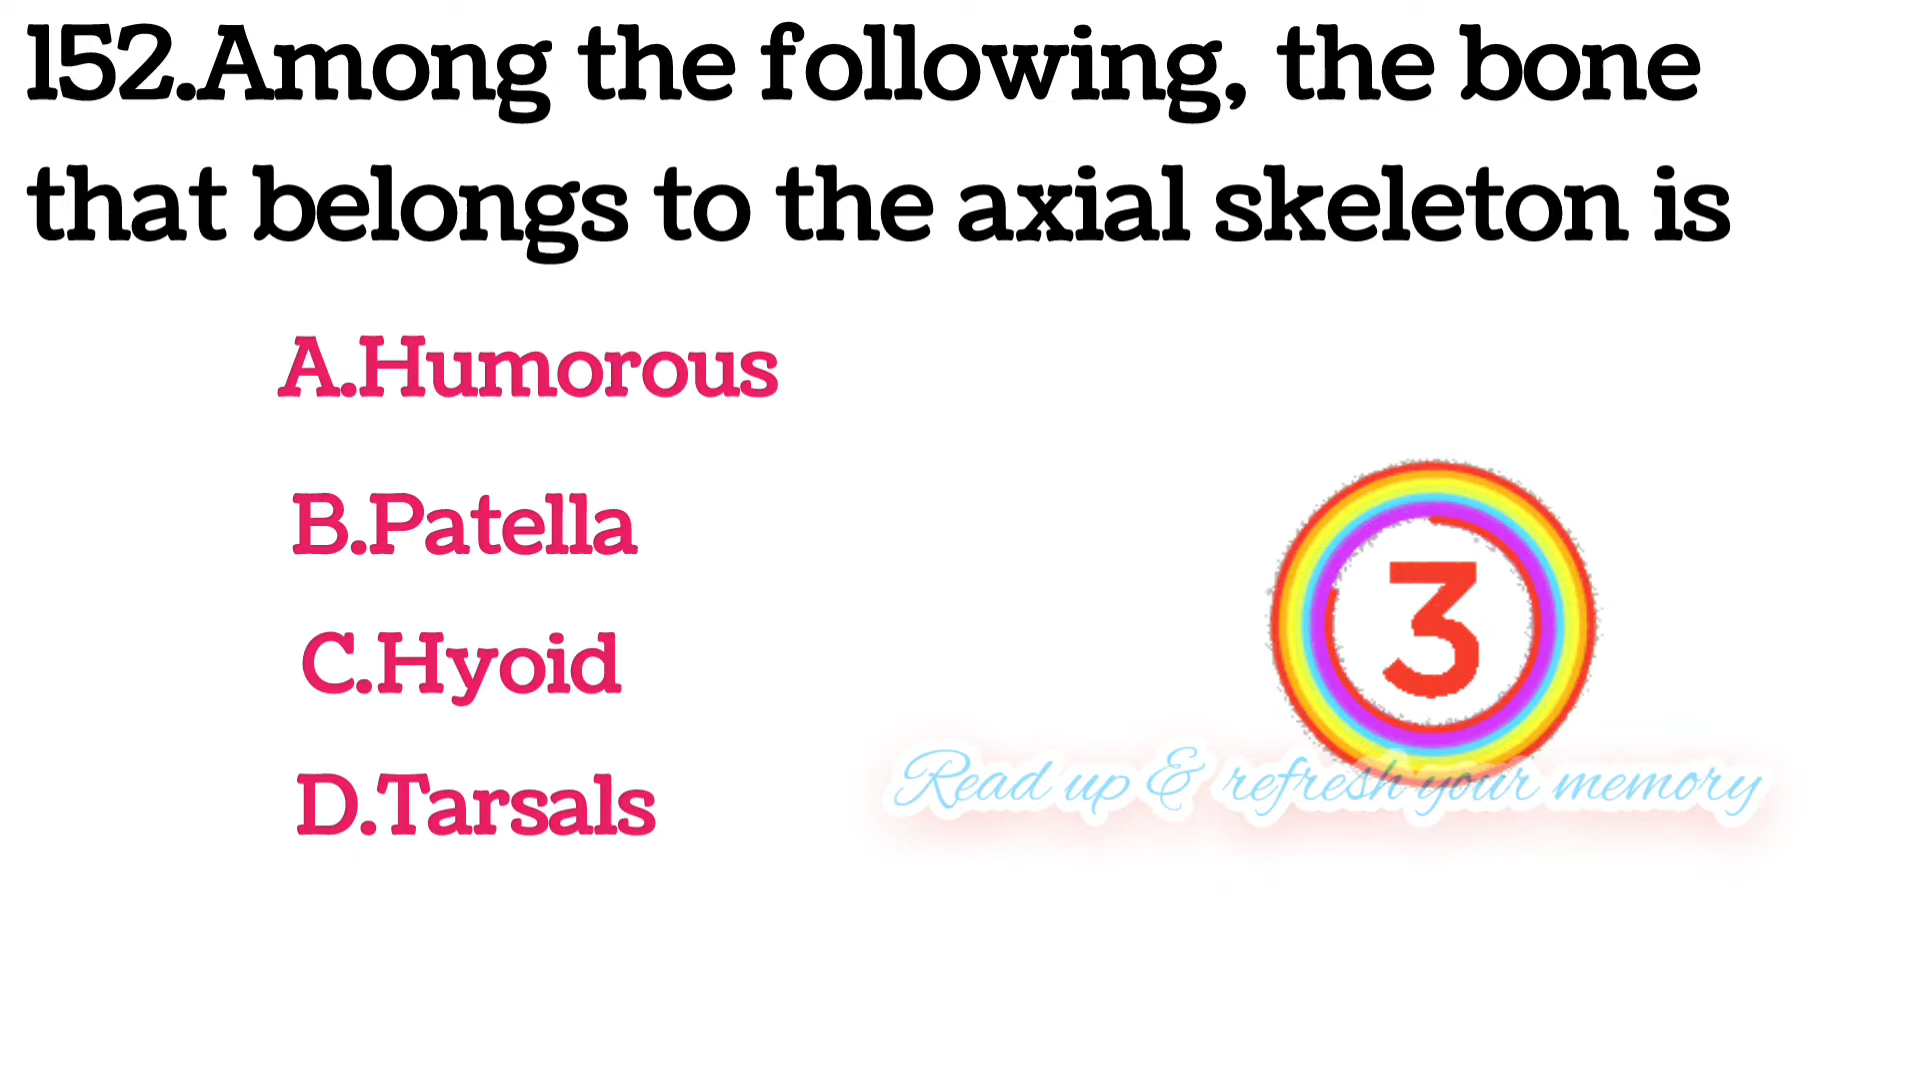 152.Among the following, the bone
that belongs to the axial skeleton is
A.Humorous
B.Patella
C.Hyoid
3
D.Tarsals
Read up & refresh your memory